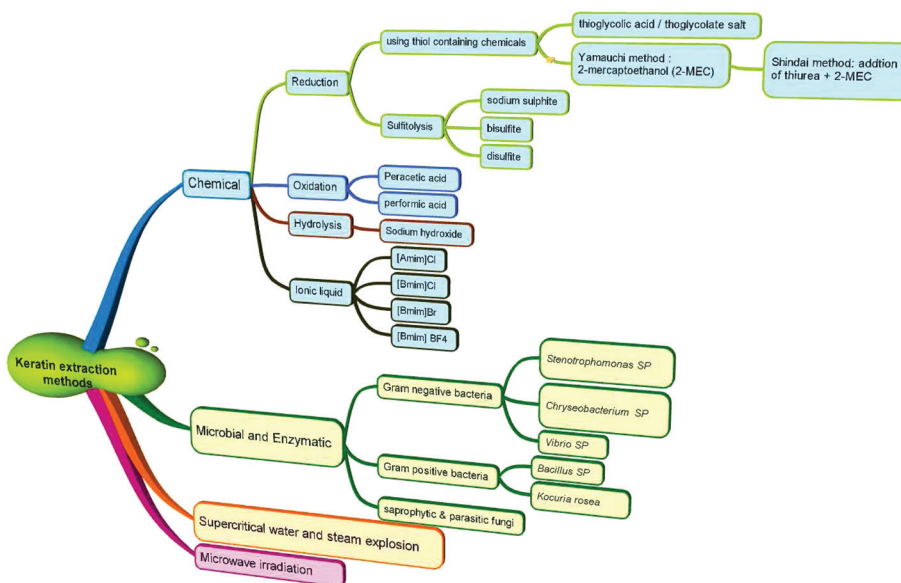 Keratin extraction
methods
Chemical
Reduction
using thiol containing chemicals
thioglycolic acid / thoglycolate salt
Yamauchi method :
2-mercaptoethanol (2-MEC)
Shindai method: addtion
of thiurea + 2-MEC
Sulfitolysis
sodium sulphite
bisulfite
disulfite
Oxidation
Peracetic acid
performic acid
Hydrolysis
Sodium hydroxide
Ionic liquid
[Amim]Cl
[Bmim]Cl
[Bmim]Br
[Bmim] BF4
Microbial and Enzymatic
Gram negative bacteria
Stenotrophomonas SP
Chryseobacterium SP
Vibrio SP
Gram positive bacteria
Bacillus SP
Kocuria rosea
saprophytic & parasitic fungi
Supercritical water and steam explosion
Microwave irradiation